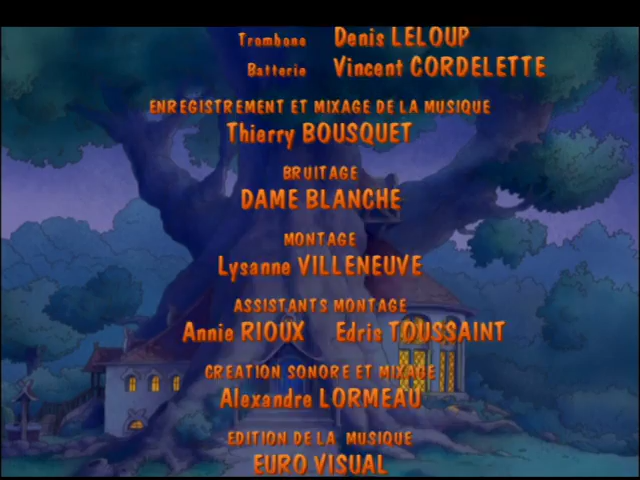 Trombone Denis LELOUP
Batterie Vincent CORDELETTE
ENREGISTREMENT ET MIXAGE DE LA MUSIQUE
Thierry BOUSQUET
BRUITAGE
DAME BLANCHE
MONTAGE
Lysanne VILLENEUVE
ASSISTANTS MONTAGE
Annie RIOUX Edris TOUSSAINT
CREATION SONORE ET MIXAGE
Alexandre LORMEAU
EDITION DE LA MUSIQUE
EURO VISUAL